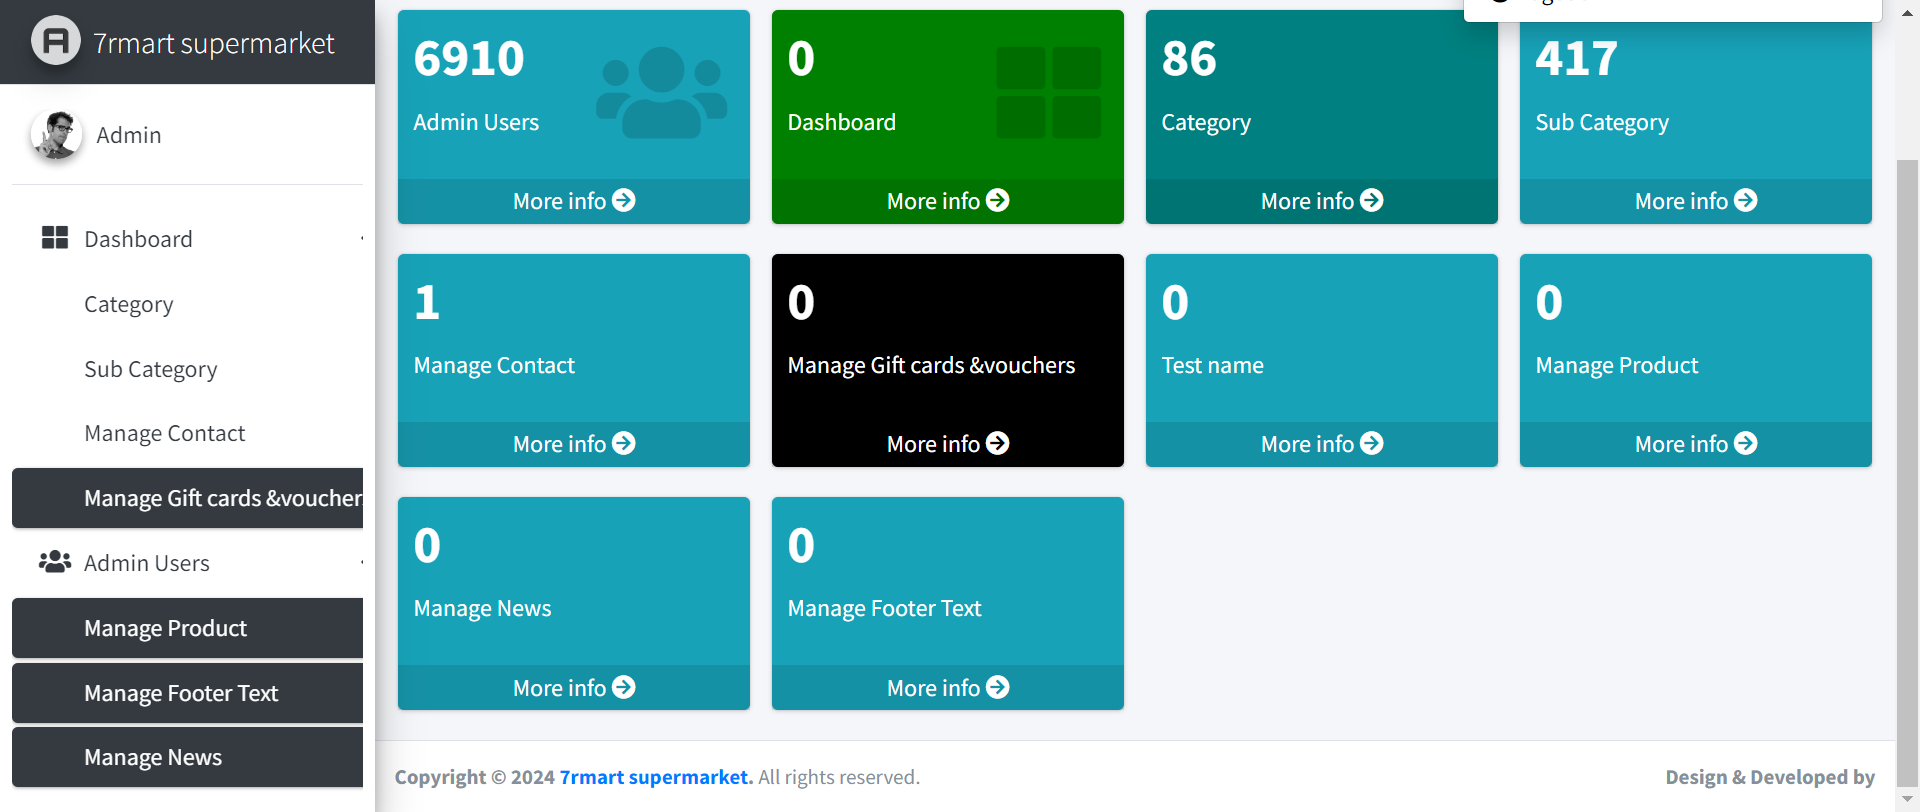 7rmart supermarket
Admin
Dashboard
Category
Sub Category
Manage Contact
Manage Gift cards &voucher
Admin Users
Manage Product
Manage Footer Text
Manage News
6910
Admin Users
More info
0
Dashboard
More info
86
Category
More info
417
Sub Category
More info
1
Manage Contact
More info
0
Manage Gift cards &vouchers
More info
0
Test name
More info
0
Manage Product
More info
0
Manage News
More info
0
Manage Footer Text
More info
Copyright © 2024 7rmart supermarket. All rights reserved.
Design & Developed by